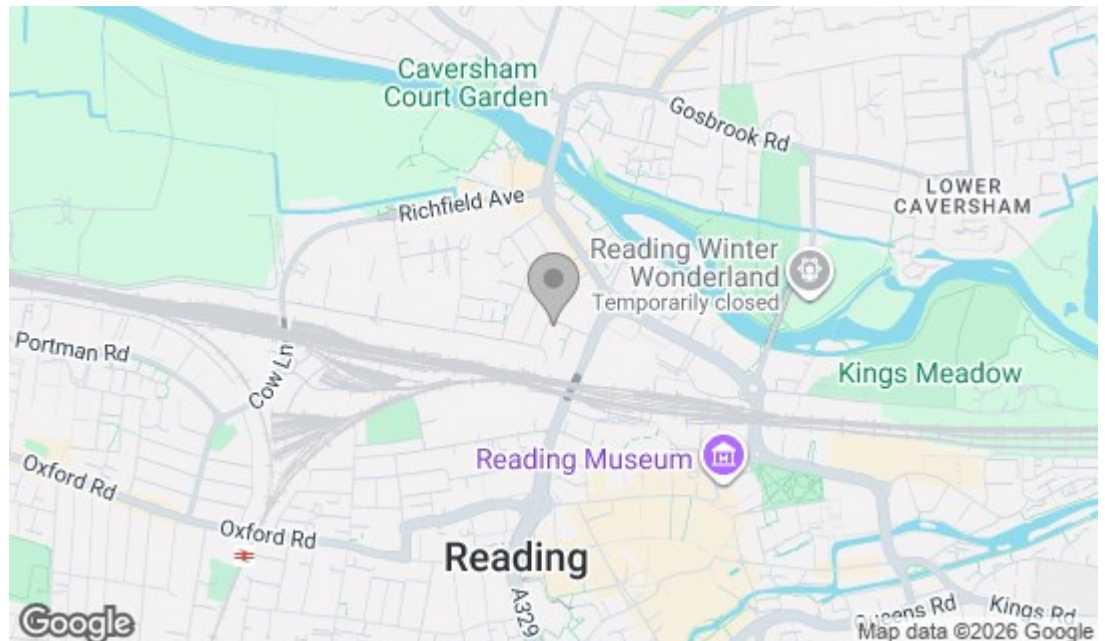 Caversham
Court Garden
Gosbrook Rd
LOWER
CAVERSHAM
Richfield Ave
Reading Winter
Wonderland
Temporarily closed
Portman Rd
Cow Ln
Kings Meadow
Reading Museum
Oxford Rd
Oxford Rd
Reading
A329
Queens Rd
Kings Rd
Google
Map data ©2026 Google